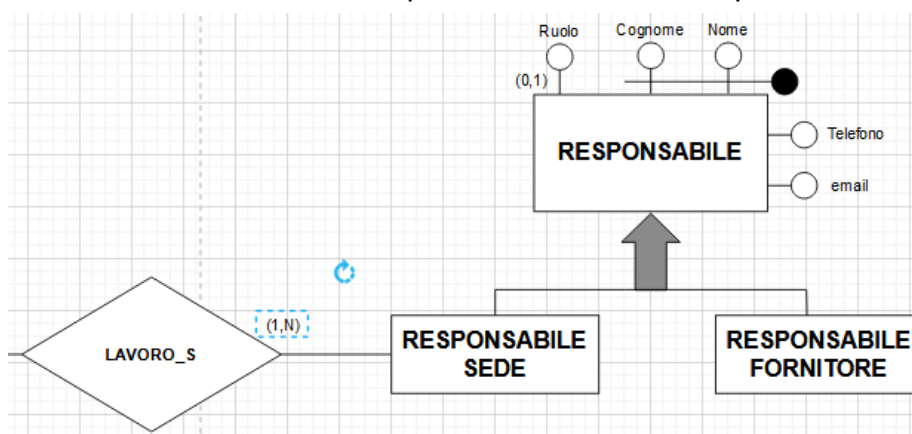 Ruolo
Cognome
Nome
(0,1)
Telefono
RESPONSABILE
email
(1,N)
LAVORO_S
RESPONSABILE
SEDE
RESPONSABILE
FORNITORE